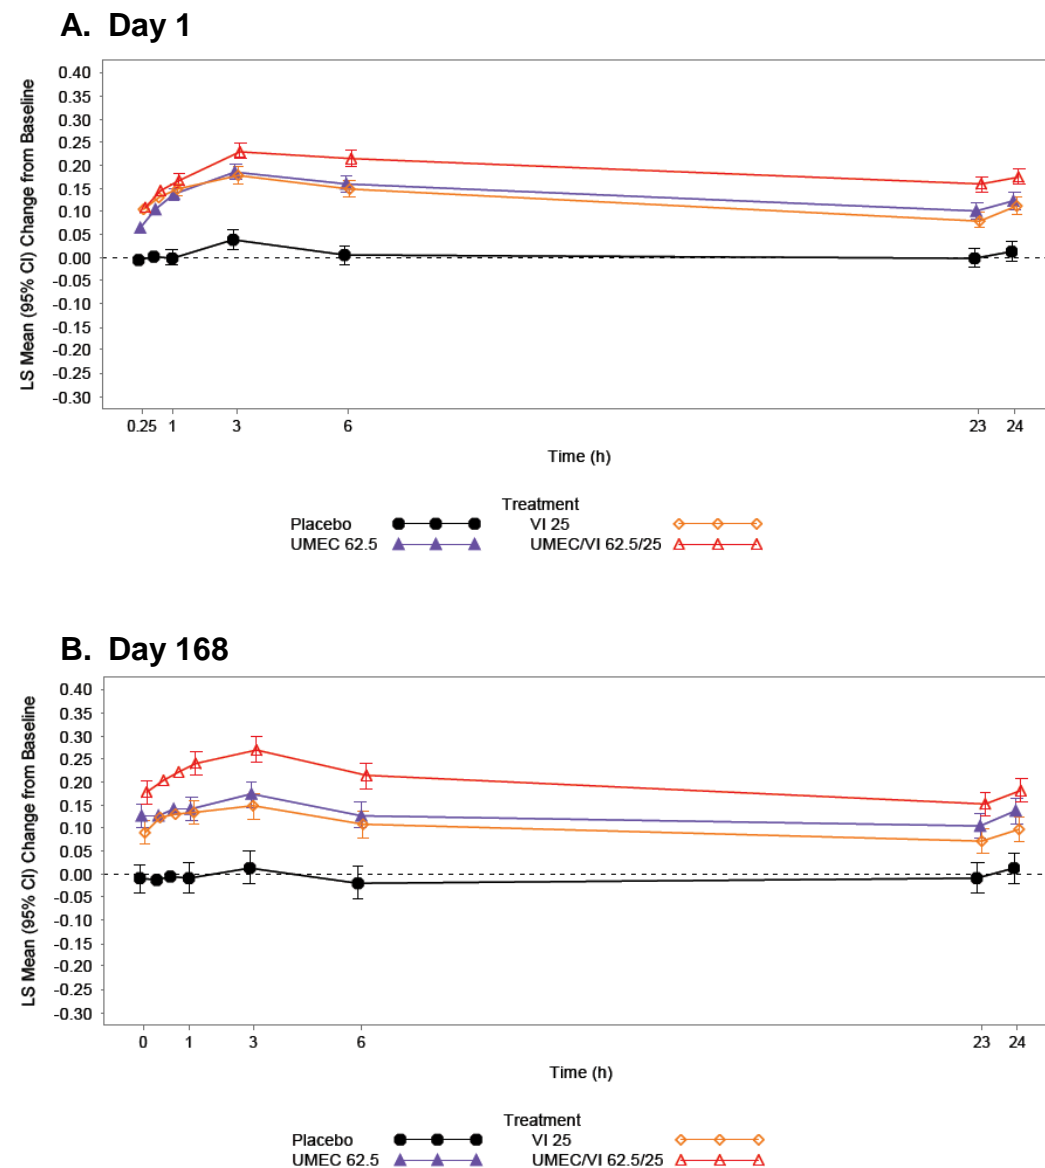 A. Day 1
LS Mean (95% CI) Change from Baseline
0.40
0.35
0.30
0.25
0.20
0.15
0.10
0.05
0.00
-0.05
-0.10
-0.15
-0.20
-0.25
-0.30
0.25 1 3 6 23 24
Time (h)
Treatment
Placebo VI 25
UMEC 62.5 UMEC/VI 62.5/25
B. Day 168
LS Mean (95% CI) Change from Baseline
0.40
0.35
0.30
0.25
0.20
0.15
0.10
0.05
0.00
-0.05
-0.10
-0.15
-0.20
-0.25
-0.30
0 1 3 6 23 24
Time (h)
Treatment
Placebo VI 25
UMEC 62.5 UMEC/VI 62.5/25